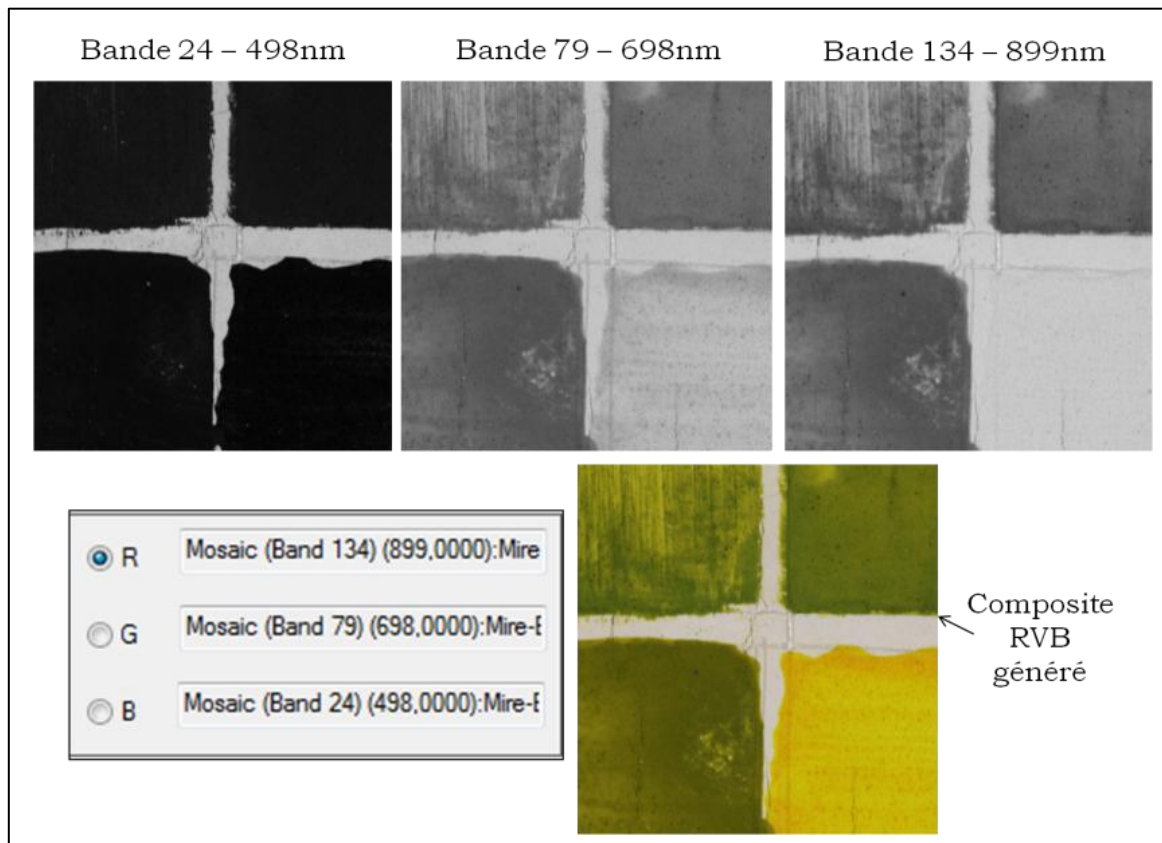 Bande 24 – 498nm
Bande 79 – 698nm
Bande 134 – 899nm
R
Mosaic (Band 134) (899,0000):Mire
G
Mosaic (Band 79) (698,0000):Mire-E
B
Mosaic (Band 24) (498,0000):Mire-E
Composite
RVB
généré